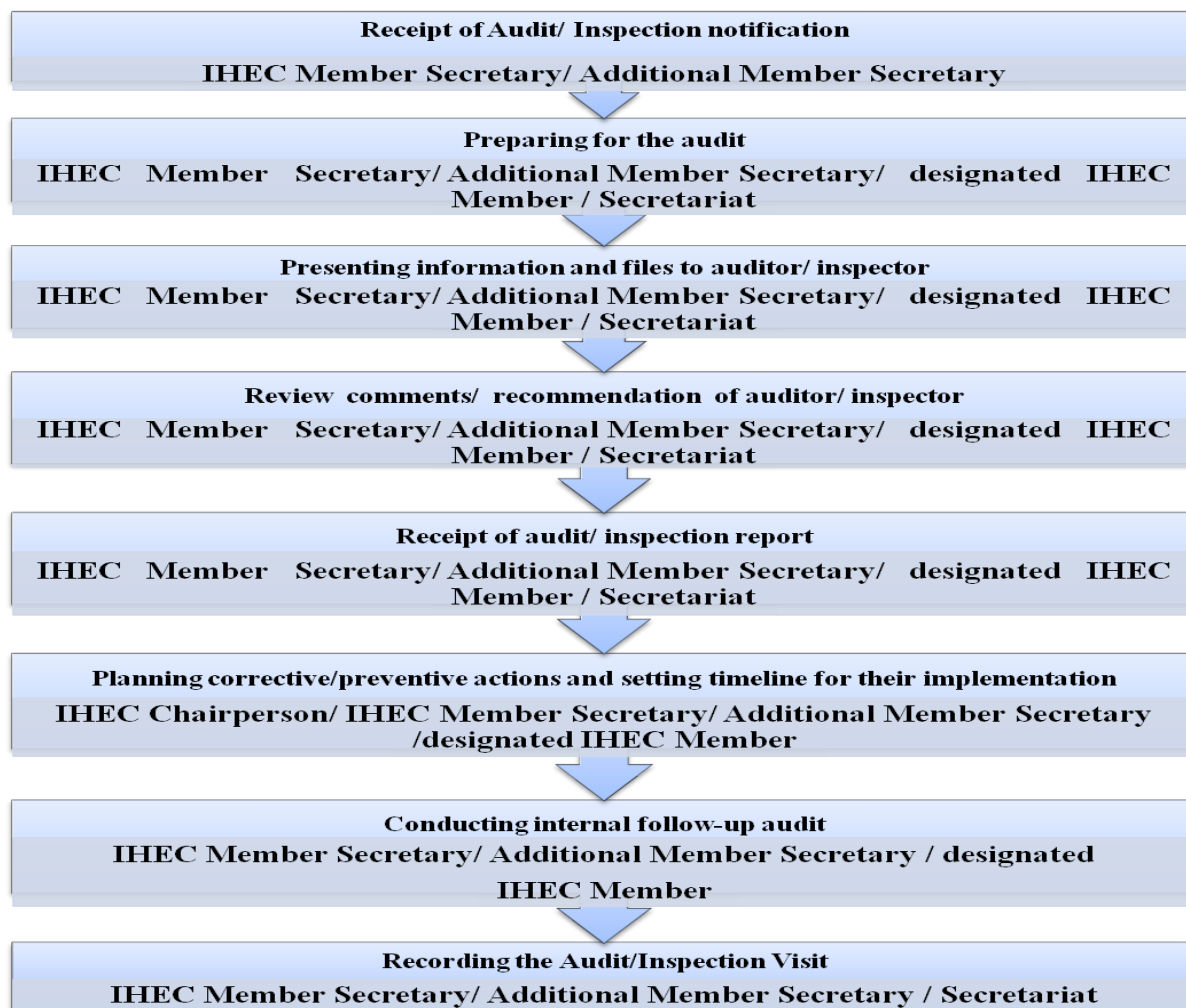 Receipt of Audit/ Inspection notification
IHEC Member Secretary/ Additional Member Secretary
Preparing for the audit
IHEC Member Secretary/ Additional Member Secretary/ designated IHEC
Member / Secretariat
Presenting information and files to auditor/ inspector
IHEC Member Secretary/ Additional Member Secretary/ designated IHEC
Member / Secretariat
Review comments/ recommendation of auditor/ inspector
IHEC Member Secretary/ Additional Member Secretary/ designated IHEC
Member / Secretariat
Receipt of audit/ inspection report
IHEC Member Secretary/ Additional Member Secretary/ designated IHEC
Member / Secretariat
Planning corrective/preventive actions and setting timeline for their implementation
IHEC Chairperson/ IHEC Member Secretary/ Additional Member Secretary
/designated IHEC Member
Conducting internal follow-up audit
IHEC Member Secretary/ Additional Member Secretary / designated
IHEC Member
Recording the Audit/Inspection Visit
IHEC Member Secretary/ Additional Member Secretary / Secretariat